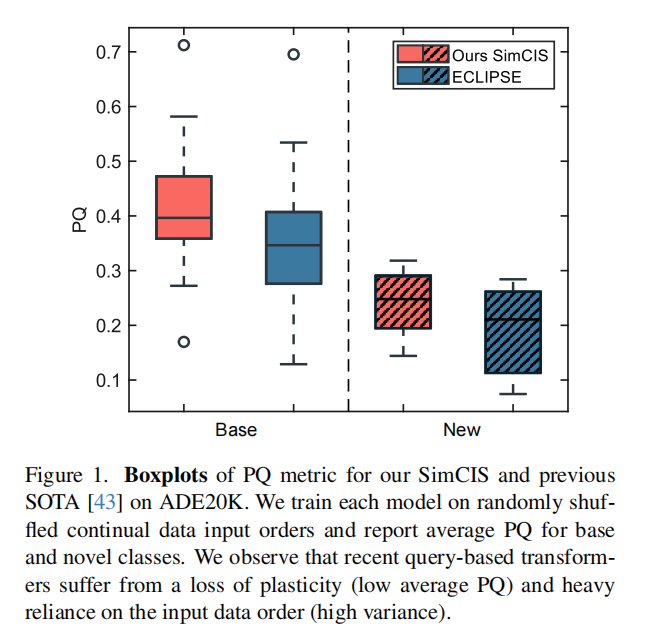 0.7
0.6
0.5
0.4
0.3
0.2
0.1
PQ
Ours SimCIS
ECLIPSE
Base
New
Figure 1. Boxplots of PQ metric for our SimCIS and previous
SOTA [43] on ADE20K. We train each model on randomly shuf-
fled continual data input orders and report average PQ for base
and novel classes. We observe that recent query-based transform-
ers suffer from a loss of plasticity (low average PQ) and heavy
reliance on the input data order (high variance).